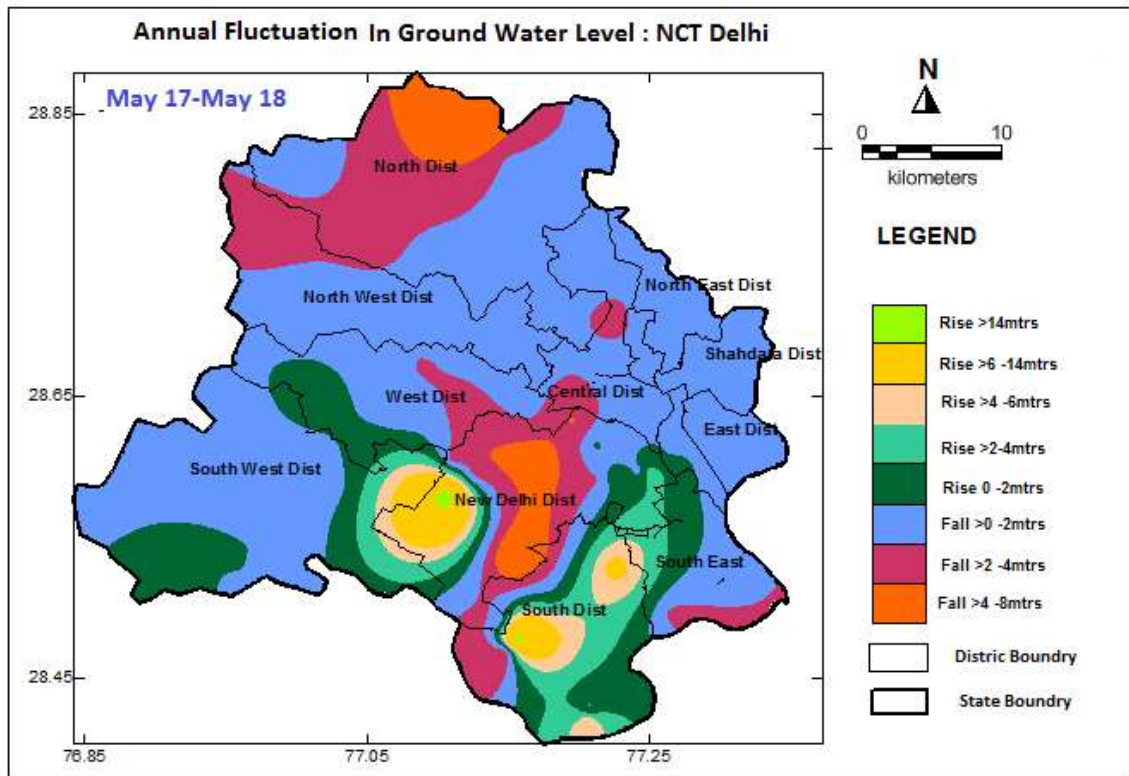 Annual Fluctuation In Ground Water Level : NCT Delhi
May 17-May 18
N
0 10
kilometers
28.85
28.65
28.45
76.85 77.05 77.25
North Dist
North West Dist
North East Dist
Shahdara Dist
West Dist
Central Dist
East Dist
South West Dist
New Delhi Dist
South East
South Dist
LEGEND
Rise >14mtrs
Rise >6 -14mtrs
Rise >4 -6mtrs
Rise >2-4mtrs
Rise 0 -2mtrs
Fall >0 -2mtrs
Fall >2 -4mtrs
Fall >4 -8mtrs
Distric Boundry
State Boundry